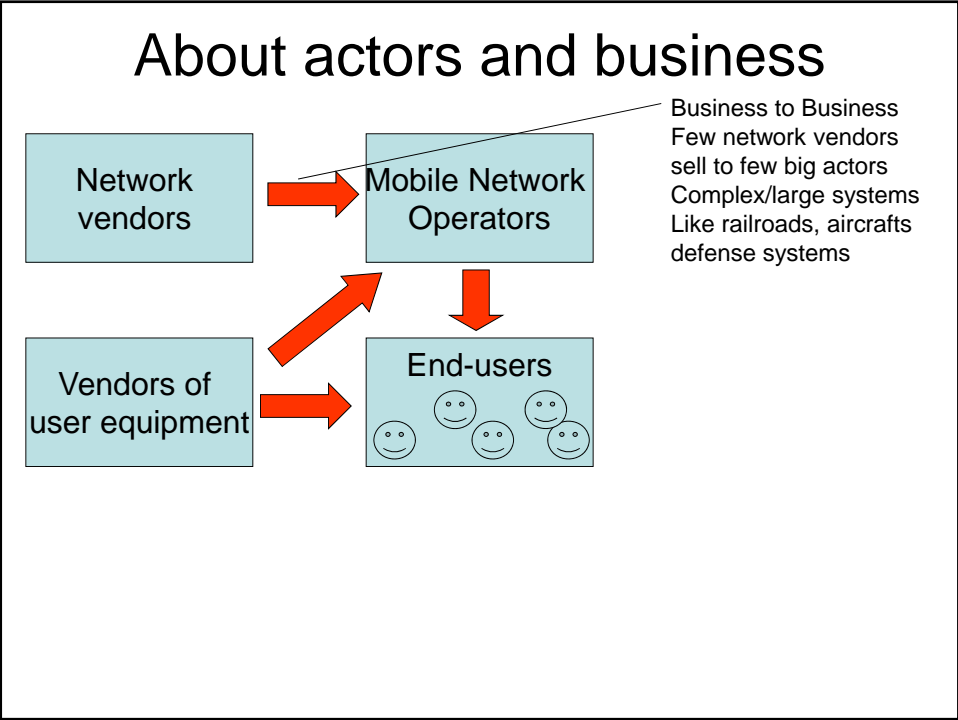 About actors and business
Business to Business
Few network vendors
sell to few big actors
Complex/large systems
Like railroads, aircrafts
defense systems
Network
vendors
Mobile Network
Operators
Vendors of
user equipment
End-users